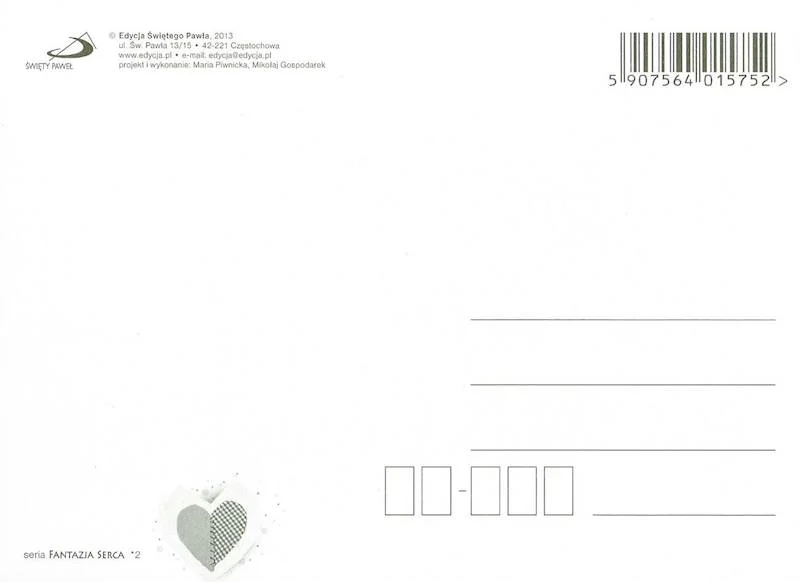 ŚWIĘTY PAWEŁ
© Edycja Świętego Pawła, 2013
ul. Św. Pawła 13/15 • 42-221 Częstochowa
www.edycja.pl • e-mail: edycja@edycja.pl
projekt i wykonanie: Maria Piwnicka, Mikołaj Gospodarek
5 907564 015752 >
–
seria FANTAZJA SERCA *2